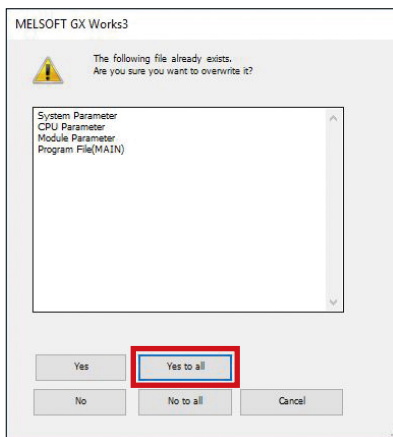 MELSOFT GX Works3
The following file already exists.
Are you sure you want to overwrite it?
System Parameter
CPU Parameter
Module Parameter
Program File(MAIN)
Yes
Yes to all
No
No to all
Cancel